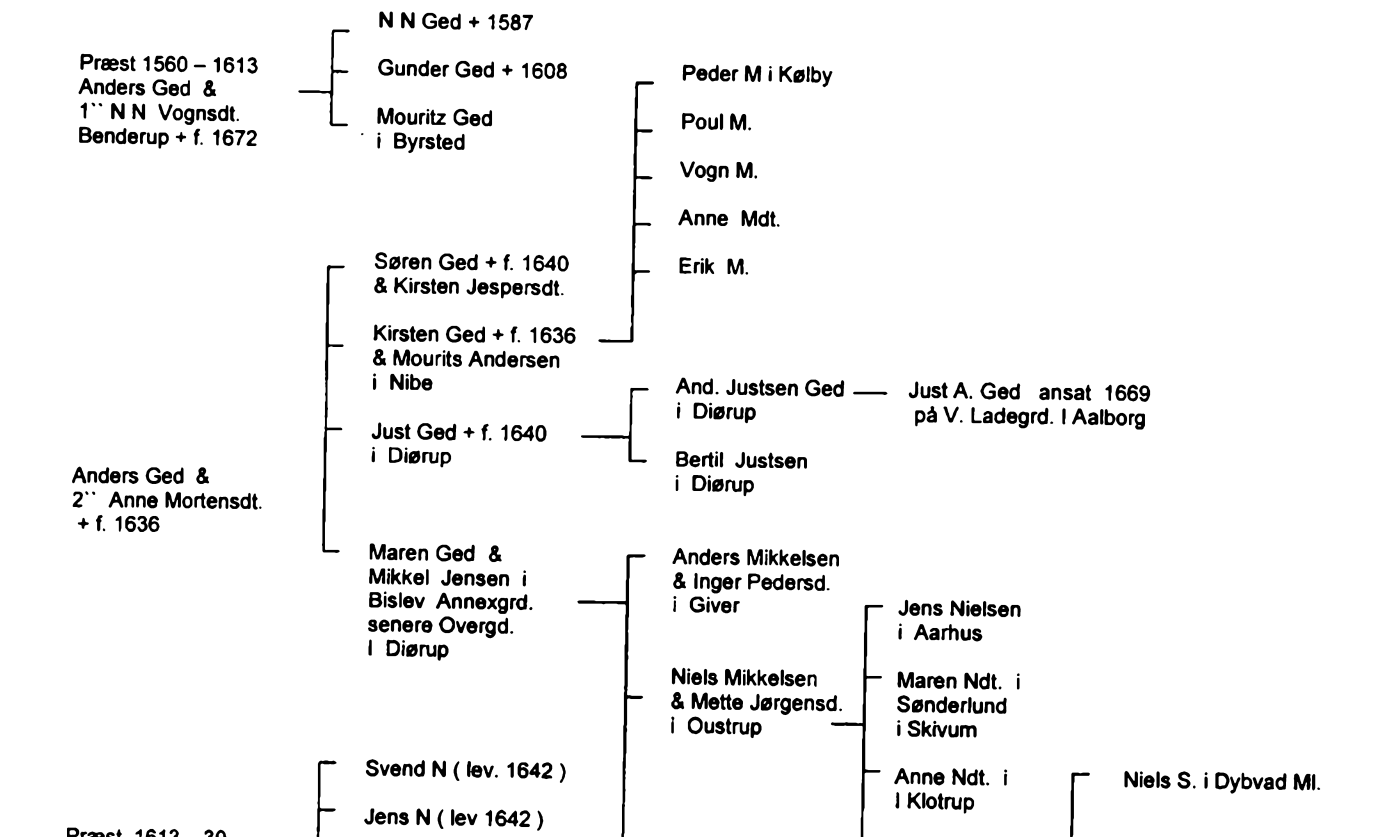 N N Ged + 1587
Præst 1560 – 1613
Anders Ged &
1`` N N Vognsdt.
Benderup + f. 1672
Gunder Ged + 1608
Mouritz Ged
i Byrsted
Peder M i Kølby
Poul M.
Vogn M.
Anne Mdt.
Erik M.
Søren Ged + f. 1640
& Kirsten Jespersdt.
Kirsten Ged + f. 1636
& Mourits Andersen
i Nibe
Just Ged + f. 1640
i Diørup
And. Justsen Ged
i Diørup
Just A. Ged ansat 1669
på V. Ladegrd. I Aalborg
Bertil Justsen
i Diørup
Anders Ged &
2`` Anne Mortensdt.
+ f. 1636
Maren Ged &
Mikkel Jensen i
Bislev Annexgrd.
senere Overgd.
I Diørup
Anders Mikkelsen
& Inger Pedersd.
i Giver
Niels Mikkelsen
& Mette Jørgensd.
i Oustrup
Jens Nielsen
i Aarhus
Maren Ndt. i
Sønderlund
i Skivum
Anne Ndt. i
I Klotrup
Niels S. i Dybvad Ml.
Svend N ( lev. 1642 )
Jens N ( lev 1642 )